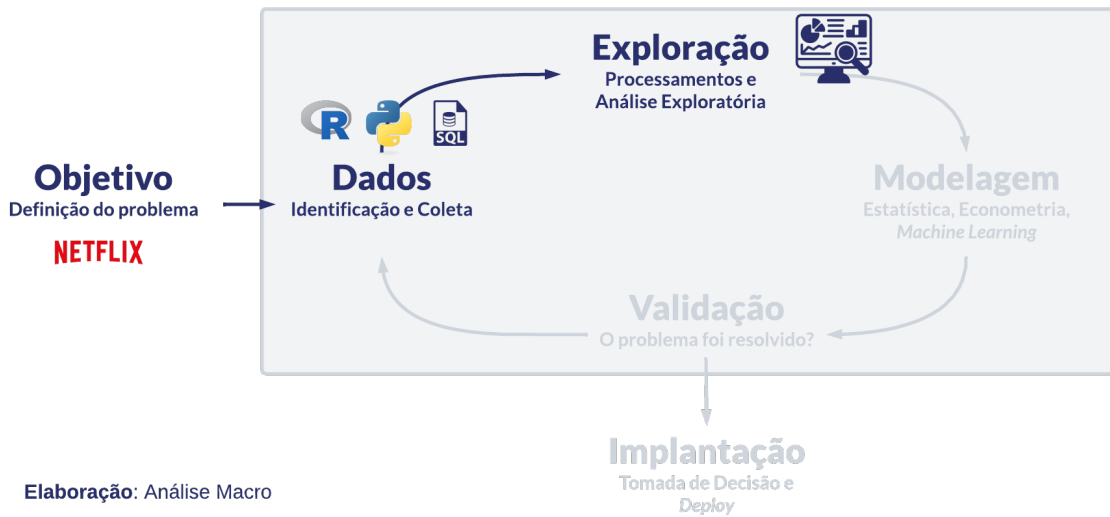 Objetivo
Definição do problema
NETFLIX
R
SQL
Dados
Identificação e Coleta
Exploração
Processamentos e
Análise Exploratória
Modelagem
Estatística, Econometria,
Machine Learning
Validação
O problema foi resolvido?
Implantação
Tomada de Decisão e
Deploy
Elaboração: Análise Macro